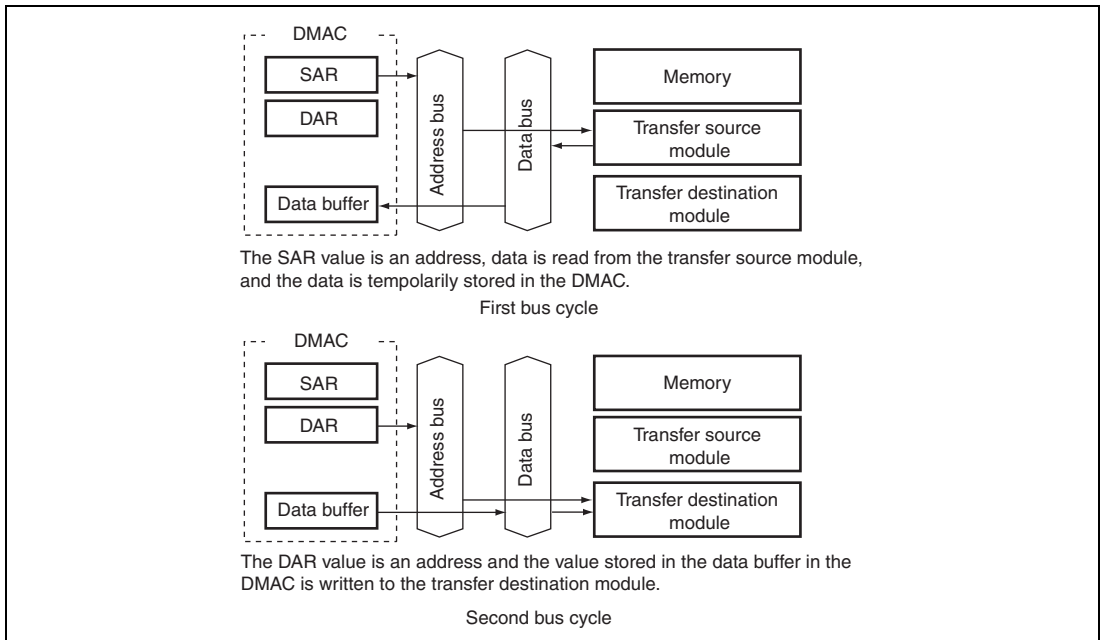 DMAC
SAR
DAR
Data buffer
Address bus
Data bus
Memory
Transfer source
module
Transfer destination
module
The SAR value is an address, data is read from the transfer source module,
and the data is tempolarily stored in the DMAC.
First bus cycle
DMAC
SAR
DAR
Data buffer
Address bus
Data bus
Memory
Transfer source
module
Transfer destination
module
The DAR value is an address and the value stored in the data buffer in the
DMAC is written to the transfer destination module.
Second bus cycle